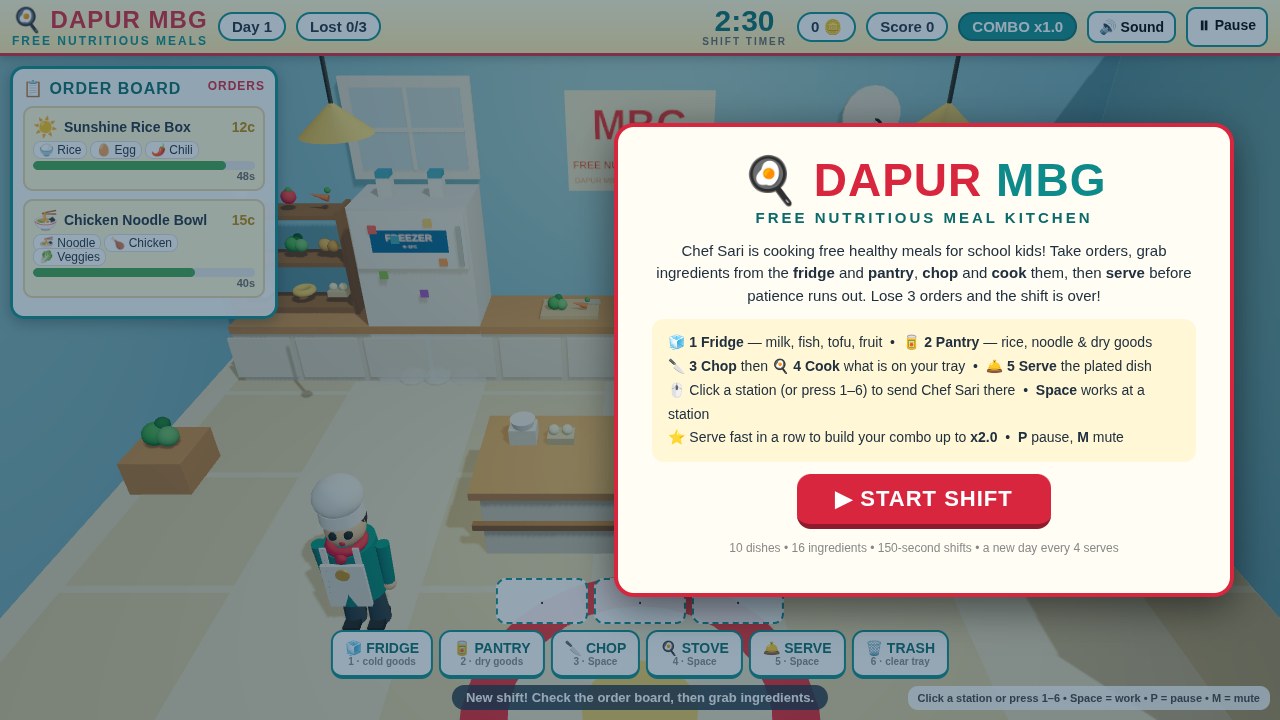 🍳 DAPUR MBG
FREE NUTRITIOUS MEALS
Day 1
Lost 0/3
2:30
SHIFT TIMER
0 🪙
Score 0
COMBO x1.0
🔊 Sound
⏸ Pause
📋 ORDER BOARD
ORDERS
☀️ Sunshine Rice Box 12c
🍚 Rice 🥚 Egg 🌶️ Chili
48s
🍜 Chicken Noodle Bowl 15c
🍜 Noodle 🍗 Chicken
🥬 Veggies
40s
FREEZER
MBG
FREE NU
🍳 DAPUR MBG
FREE NUTRITIOUS MEAL KITCHEN
Chef Sari is cooking free healthy meals for school kids! Take orders, grab
ingredients from the fridge and pantry, chop and cook them, then serve before
patience runs out. Lose 3 orders and the shift is over!
🧊 1 Fridge — milk, fish, tofu, fruit • 🥫 2 Pantry — rice, noodle & dry goods
🔪 3 Chop then 🍳 4 Cook what is on your tray • 🛎️ 5 Serve the plated dish
🖱️ Click a station (or press 1–6) to send Chef Sari there • Space works at a
station
⭐ Serve fast in a row to build your combo up to x2.0 • P pause, M mute
▶ START SHIFT
10 dishes • 16 ingredients • 150-second shifts • a new day every 4 serves
· · ·
🧊 FRIDGE
1 · cold goods
🥫 PANTRY
2 · dry goods
🔪 CHOP
3 · Space
🍳 STOVE
4 · Space
🛎️ SERVE
5 · Space
🗑️ TRASH
6 · clear tray
New shift! Check the order board, then grab ingredients.
Click a station or press 1–6 • Space = work • P = pause • M = mute